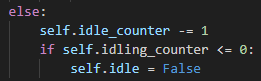 else:
self.idle_counter -= 1
if self.idling_counter <= 0:
self.idle = False